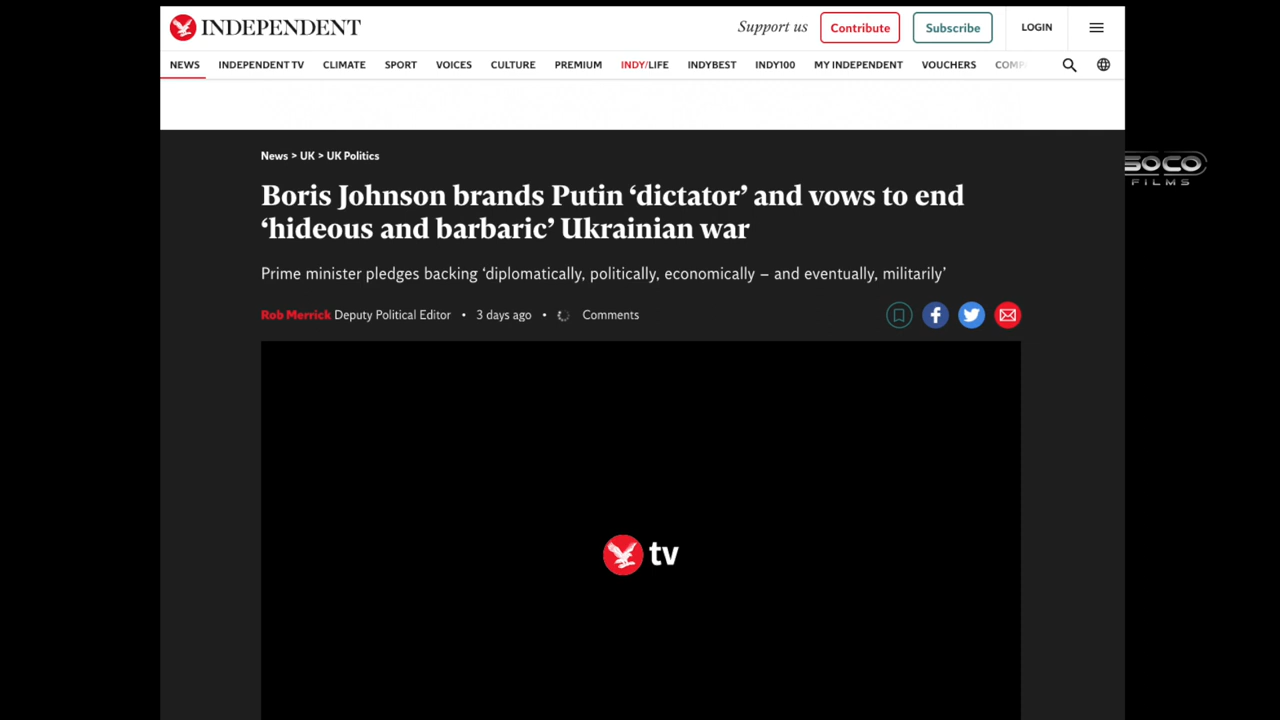 INDEPENDENT
Support us
Contribute
Subscribe
LOGIN
NEWS
INDEPENDENT TV
CLIMATE
SPORT
VOICES
CULTURE
PREMIUM
INDY/LIFE
INDYBEST
INDY100
MY INDEPENDENT
VOUCHERS
COMP
News > UK > UK Politics
SOCO
FILMS
Boris Johnson brands Putin ‘dictator’ and vows to end
‘hideous and barbaric’ Ukrainian war
Prime minister pledges backing ‘diplomatically, politically, economically – and eventually, militarily’
Rob Merrick Deputy Political Editor • 3 days ago • Comments
tv